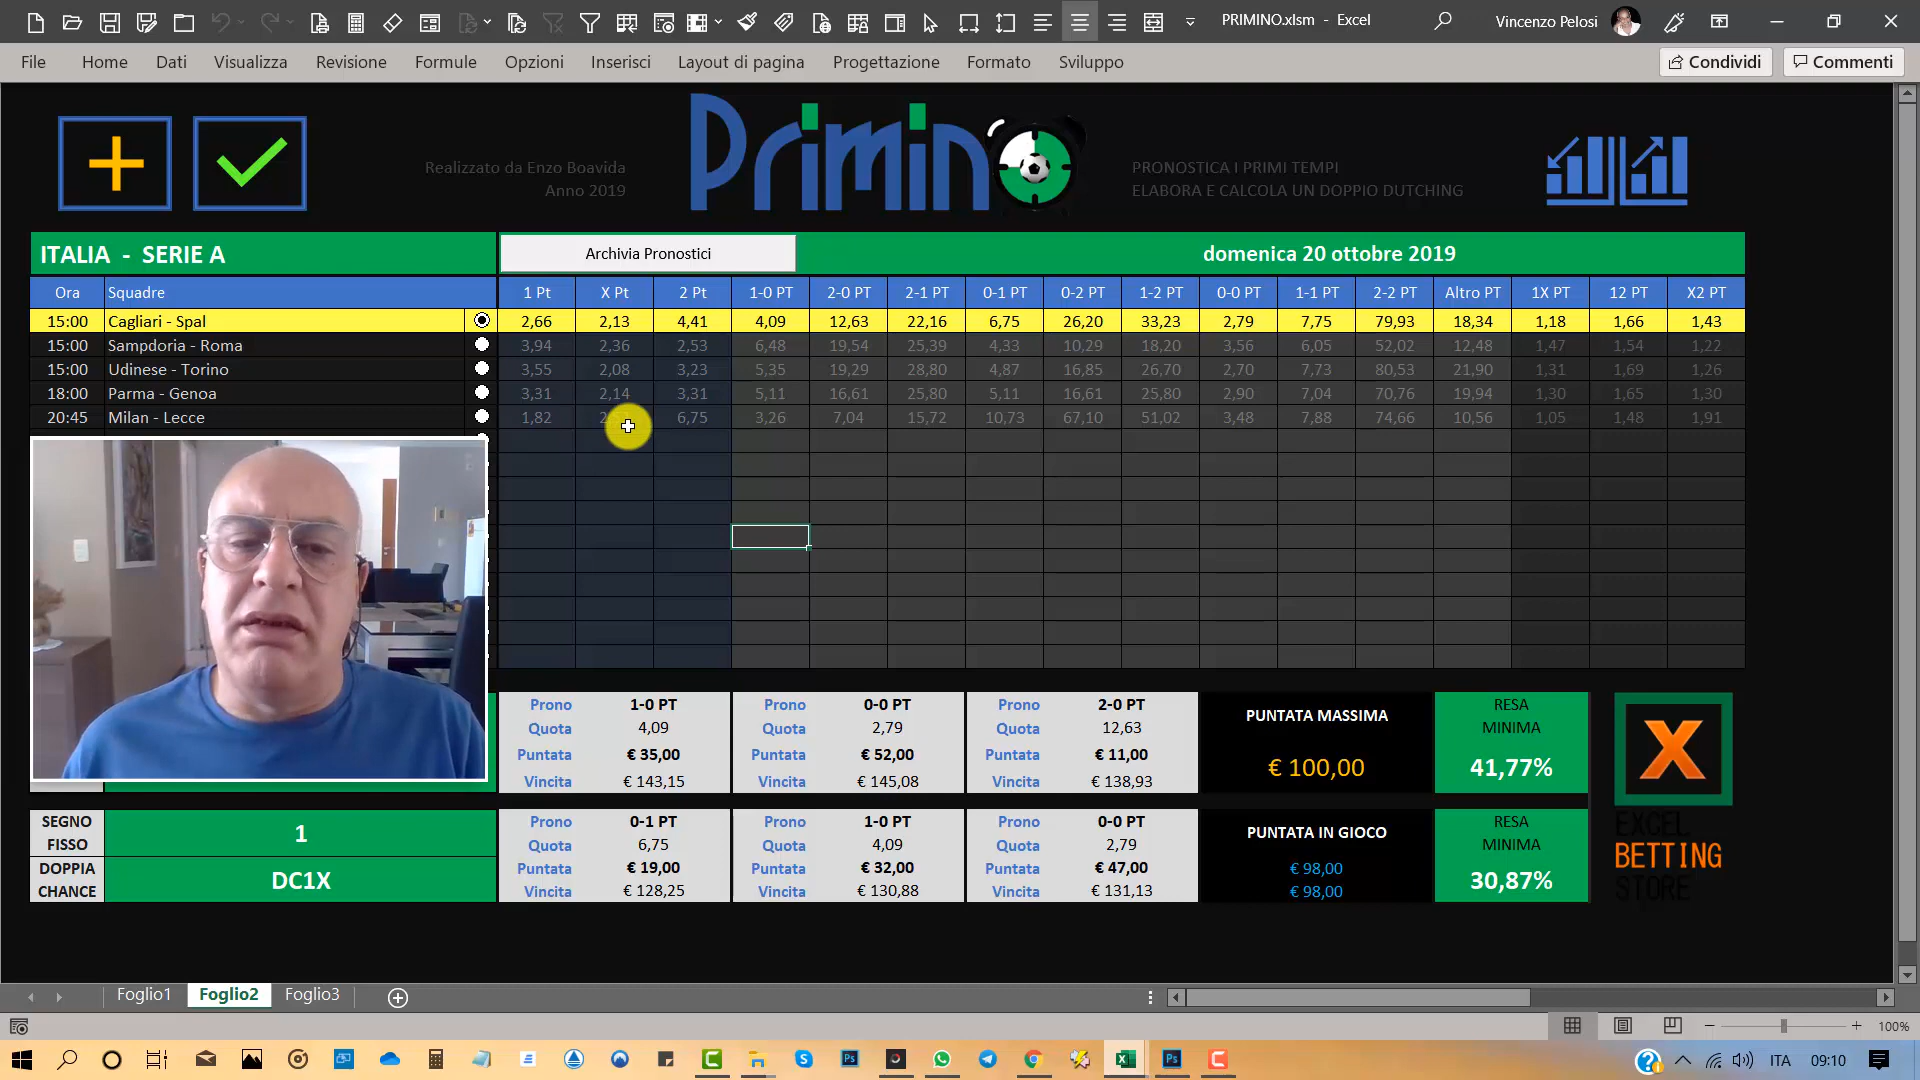 PRIMINO.xlsm - Excel
Vincenzo Pelosi
File Home Dati Visualizza Revisione Formule Opzioni Inserisci Layout di pagina Progettazione Formato Sviluppo
Condividi Commenti
Realizzato da Enzo Boavida
Anno 2019
Primino
PRONOSTICA I PRIMI TEMPI
ELABORA E CALCOLA UN DOPPIO DUTCHING
ITALIA - SERIE A Archivia Pronostici domenica 20 ottobre 2019
Ora Squadre 1 Pt X Pt 2 Pt 1-0 PT 2-0 PT 2-1 PT 0-1 PT 0-2 PT 1-2 PT 0-0 PT 1-1 PT 2-2 PT Altro PT 1X PT 12 PT X2 PT
15:00 Cagliari - Spal 2,66 2,13 4,41 4,09 12,63 22,16 6,75 26,20 33,23 2,79 7,75 79,93 18,34 1,18 1,66 1,43
15:00 Sampdoria - Roma 3,94 2,36 2,53 6,48 19,54 25,39 4,33 10,29 18,20 3,56 6,05 52,02 12,48 1,47 1,54 1,22
15:00 Udinese - Torino 3,55 2,08 3,23 5,35 19,29 28,80 4,87 16,85 26,70 2,70 7,73 80,53 21,90 1,31 1,69 1,26
18:00 Parma - Genoa 3,31 2,14 3,31 5,11 16,61 25,80 5,11 16,61 25,80 2,90 7,04 70,76 19,94 1,30 1,65 1,30
20:45 Milan - Lecce 1,82 6,75 3,26 7,04 15,72 10,73 67,10 51,02 3,48 7,88 74,66 10,56 1,05 1,48 1,91
Prono 1-0 PT Prono 0-0 PT Prono 2-0 PT PUNTATA MASSIMA RESA
Quota 4,09 Quota 2,79 Quota 12,63 MINIMA
Puntata € 35,00 Puntata € 52,00 Puntata € 11,00 € 100,00 41,77%
Vincita € 143,15 Vincita € 145,08 Vincita € 138,93
X
SEGNO 1 Prono 0-1 PT Prono 1-0 PT Prono 0-0 PT PUNTATA IN GIOCO RESA EXCEL
FISSO Quota 6,75 Quota 4,09 Quota 2,79 MINIMA BETTING
DOPPIA DC1X Puntata € 19,00 Puntata € 32,00 Puntata € 47,00 € 98,00 30,87% STORE
CHANCE Vincita € 128,25 Vincita € 130,88 Vincita € 131,13 € 98,00
Foglio1 Foglio2 Foglio3
100%
ITA 09:10